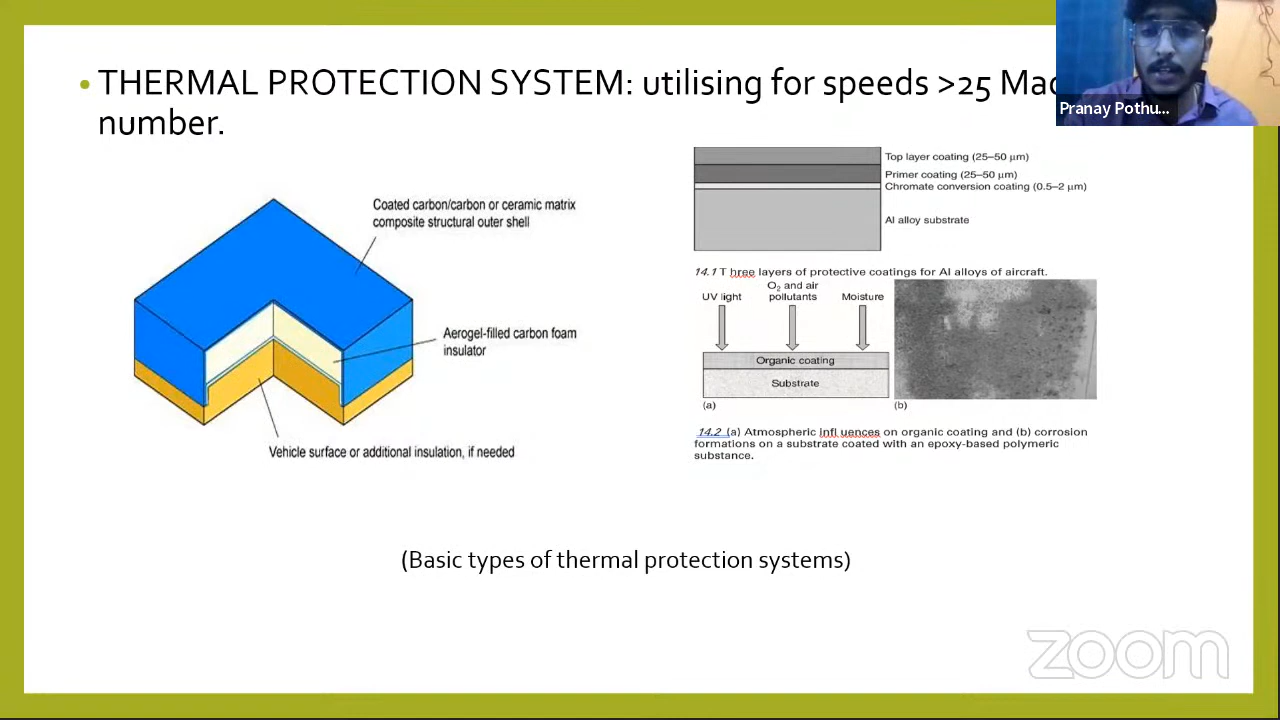 • THERMAL PROTECTION SYSTEM: utilising for speeds >25
number.
Pranay Pothu...
Coated carbon/carbon or ceramic matrix
composite structural outer shell
Aerogel-filled carbon foam
insulator
Vehicle surface or additional insulation, if needed
Top layer coating (25–50 μm)
Primer coating (25–50 μm)
Chromate conversion coating (0.5–2 μm)
Al alloy substrate
14.1 T hree layers of protective coatings for Al alloys of aircraft.
UV light
O2 and air
pollutants
Moisture
Organic coating
Substrate
(a)
(b)
14.2 (a) Atmospheric infl uences on organic coating and (b) corrosion
formations on a substrate coated with an epoxy-based polymeric
substance.
(Basic types of thermal protection systems)
zoom